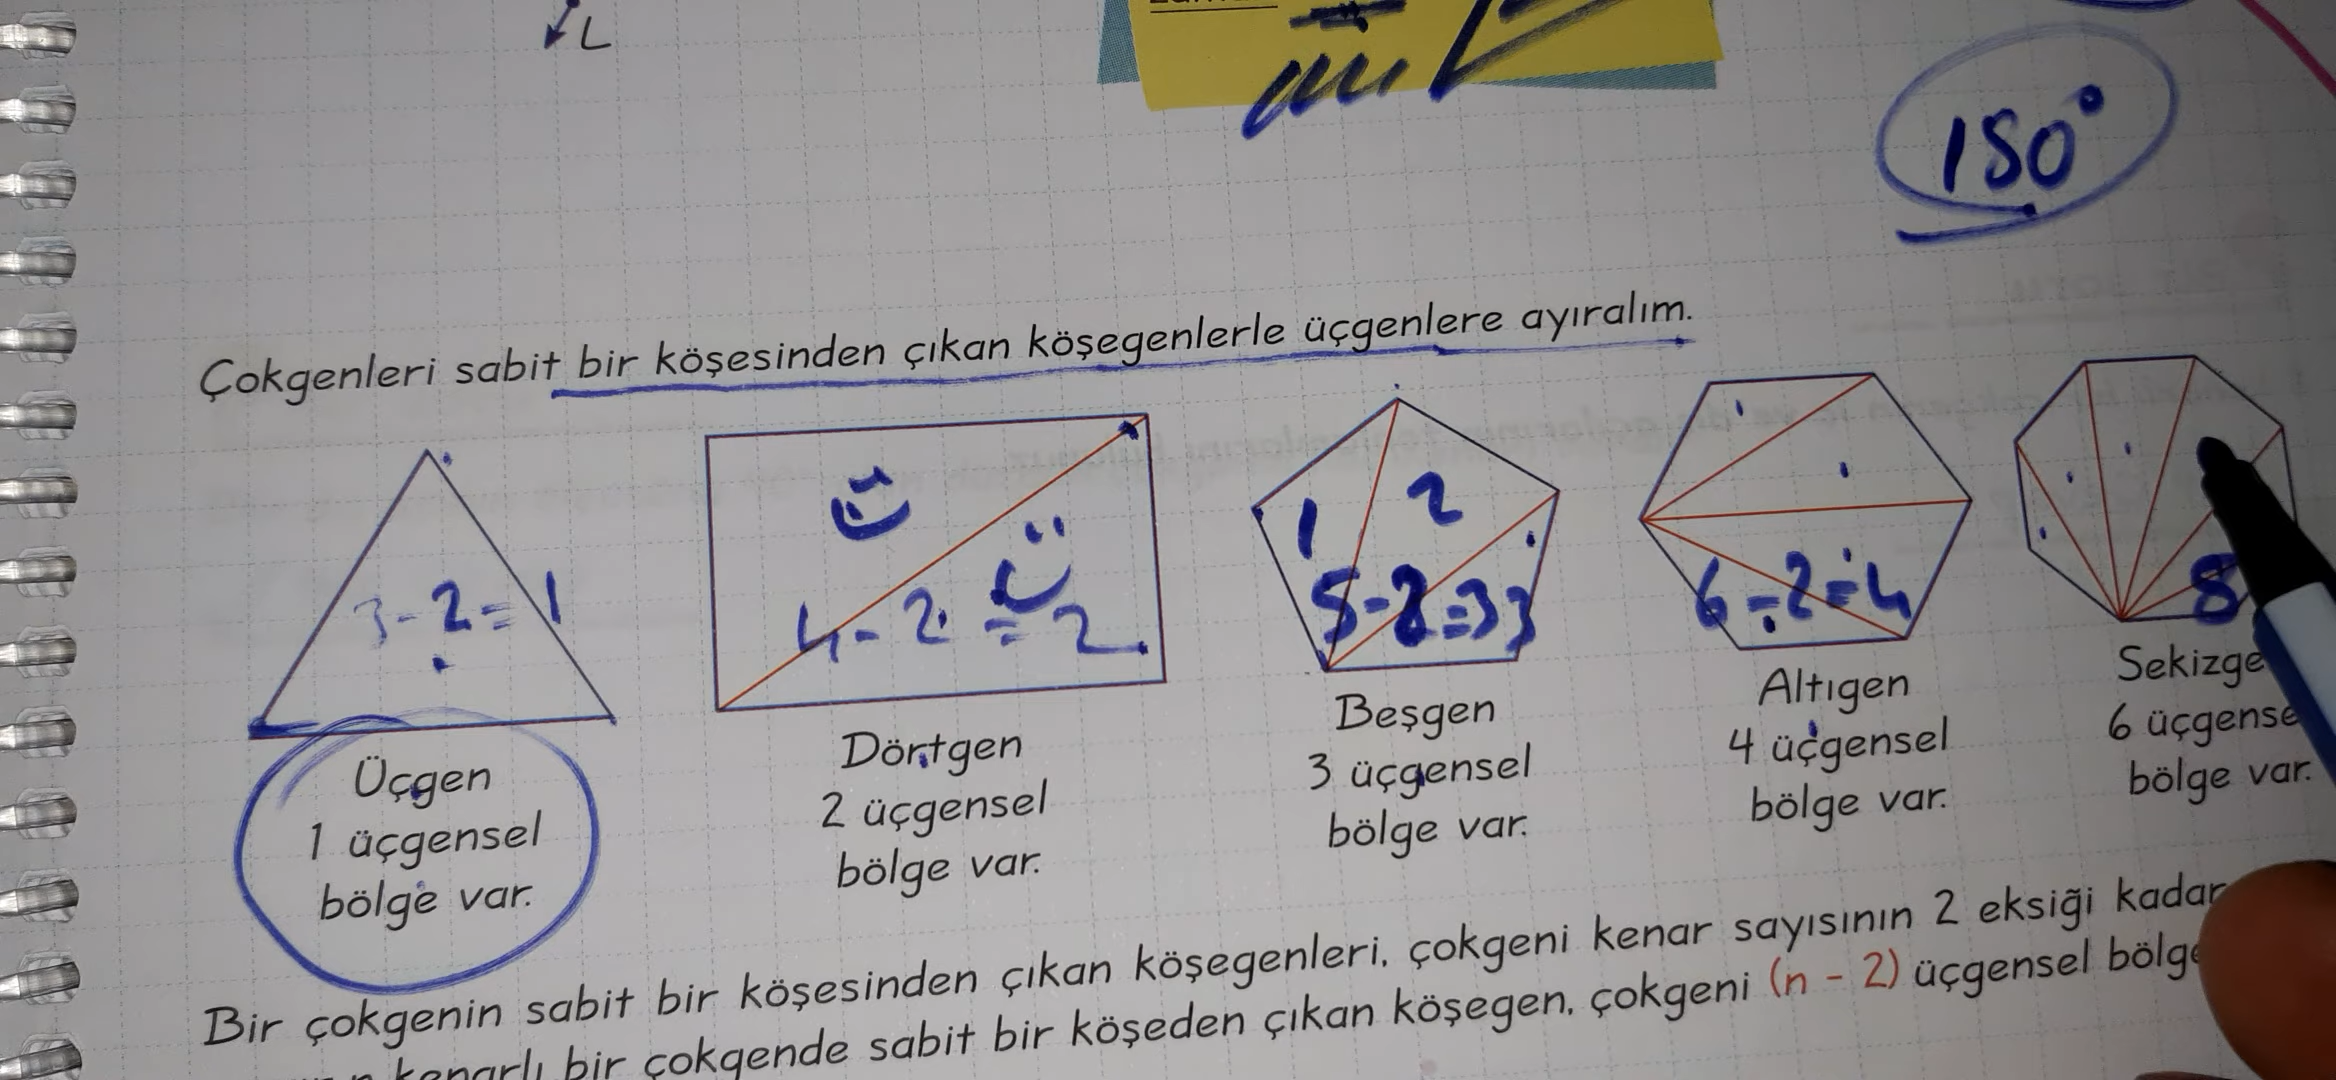 L
180°
Çokgenleri sabit bir köşesinden çıkan köşegenlerle üçgenlere ayıralım.
3-2=1
4-2=2
1 2
5-2=3 3
6-2=4
8
Üçgen
1 üçgensel
bölge var.
Dörtgen
2 üçgensel
bölge var.
Beşgen
3 üçgensel
bölge var.
Altıgen
4 üçgensel
bölge var.
Sekizge
6 üçgense
bölge var.
Bir çokgenin sabit bir köşesinden çıkan köşegenleri, çokgeni kenar sayısının 2 eksiği kadar
kenarlı bir çokgende sabit bir köşeden çıkan köşegen, çokgeni (n - 2) üçgensel bölge